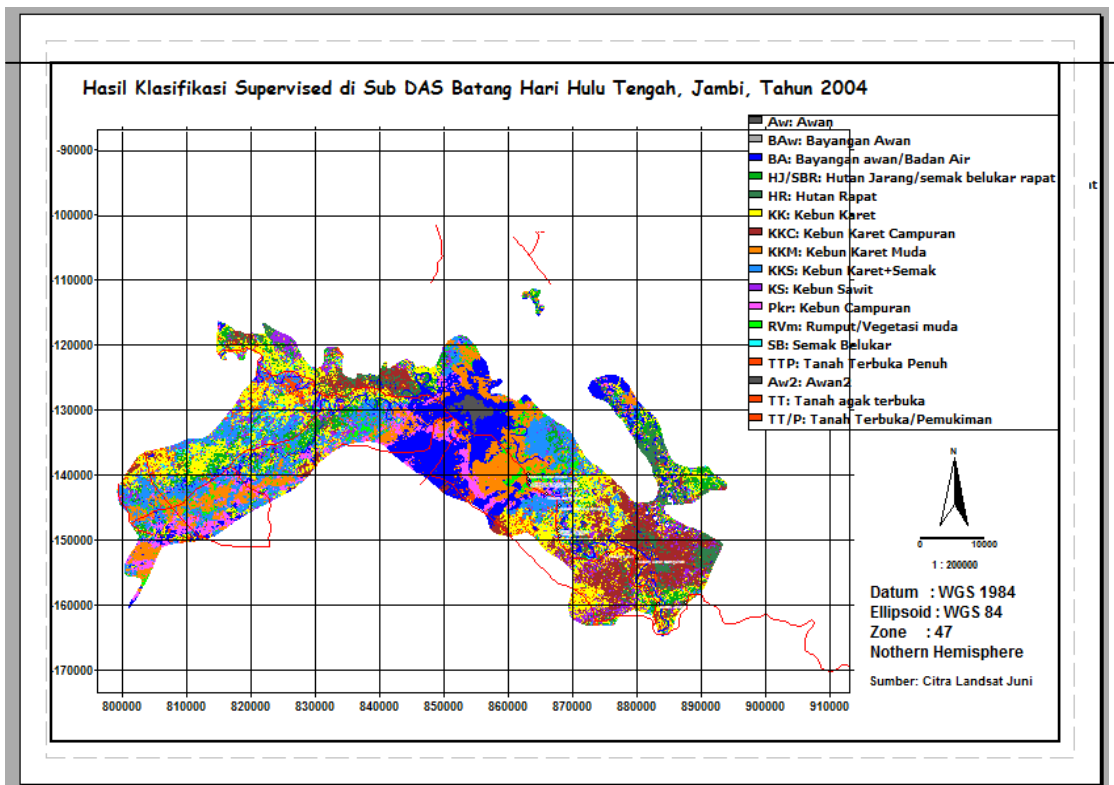 Hasil Klasifikasi Supervised di Sub DAS Batang Hari Hulu Tengah, Jambi, Tahun 2004
Aw: Awan
BAw: Bayangan Awan
BA: Bayangan awan/Badan Air
HJ/SBR: Hutan Jarang/semak belukar rapat
HR: Hutan Rapat
KK: Kebun Karet
KKC: Kebun Karet Campuran
KKM: Kebun Karet Muda
KKS: Kebun Karet+Semak
KS: Kebun Sawit
Pkr: Kebun Campuran
RVm: Rumput/Vegetasi muda
SB: Semak Belukar
TTP: Tanah Terbuka Penuh
Aw2: Awan2
TT: Tanah agak terbuka
TT/P: Tanah Terbuka/Pemukiman
-90000
-100000
-110000
-120000
-130000
-140000
-150000
-160000
-170000
800000 810000 820000 830000 840000 850000 860000 870000 880000 890000 900000 910000
N
0 10000
1 : 200000
Datum : WGS 1984
Ellipsoid : WGS 84
Zone : 47
Nothern Hemisphere
Sumber: Citra Landsat Juni